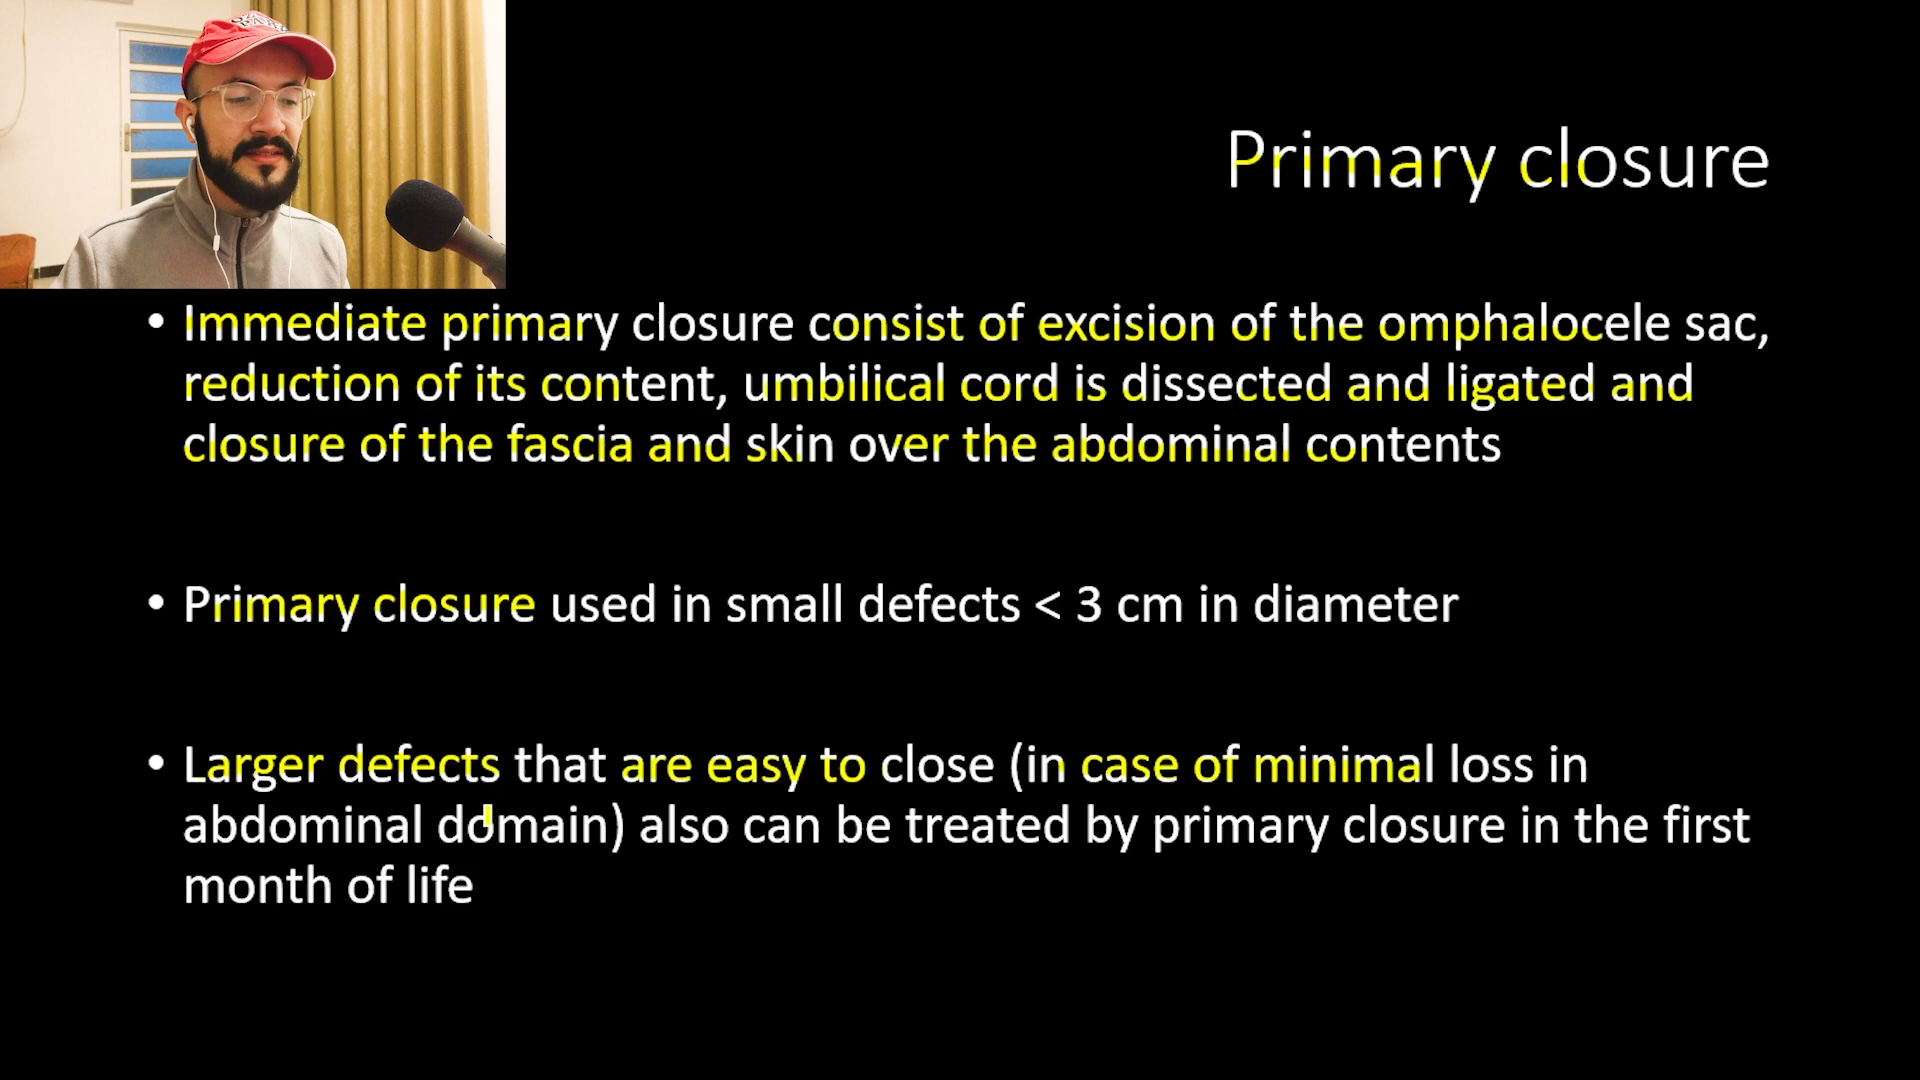 Primary closure
• Immediate primary closure consist of excision of the omphalocele sac,
reduction of its content, umbilical cord is dissected and ligated and
closure of the fascia and skin over the abdominal contents
• Primary closure used in small defects < 3 cm in diameter
• Larger defects that are easy to close (in case of minimal loss in
abdominal domain) also can be treated by primary closure in the first
month of life